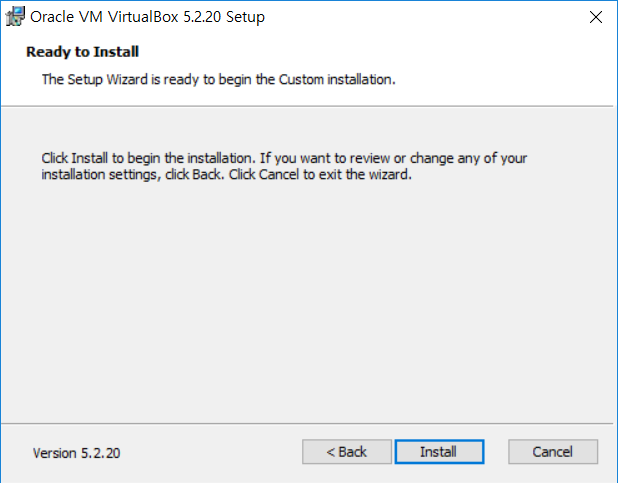 Oracle VM VirtualBox 5.2.20 Setup
Ready to Install
The Setup Wizard is ready to begin the Custom installation.
Click Install to begin the installation. If you want to review or change any of your
installation settings, click Back. Click Cancel to exit the wizard.
Version 5.2.20
< Back
Install
Cancel